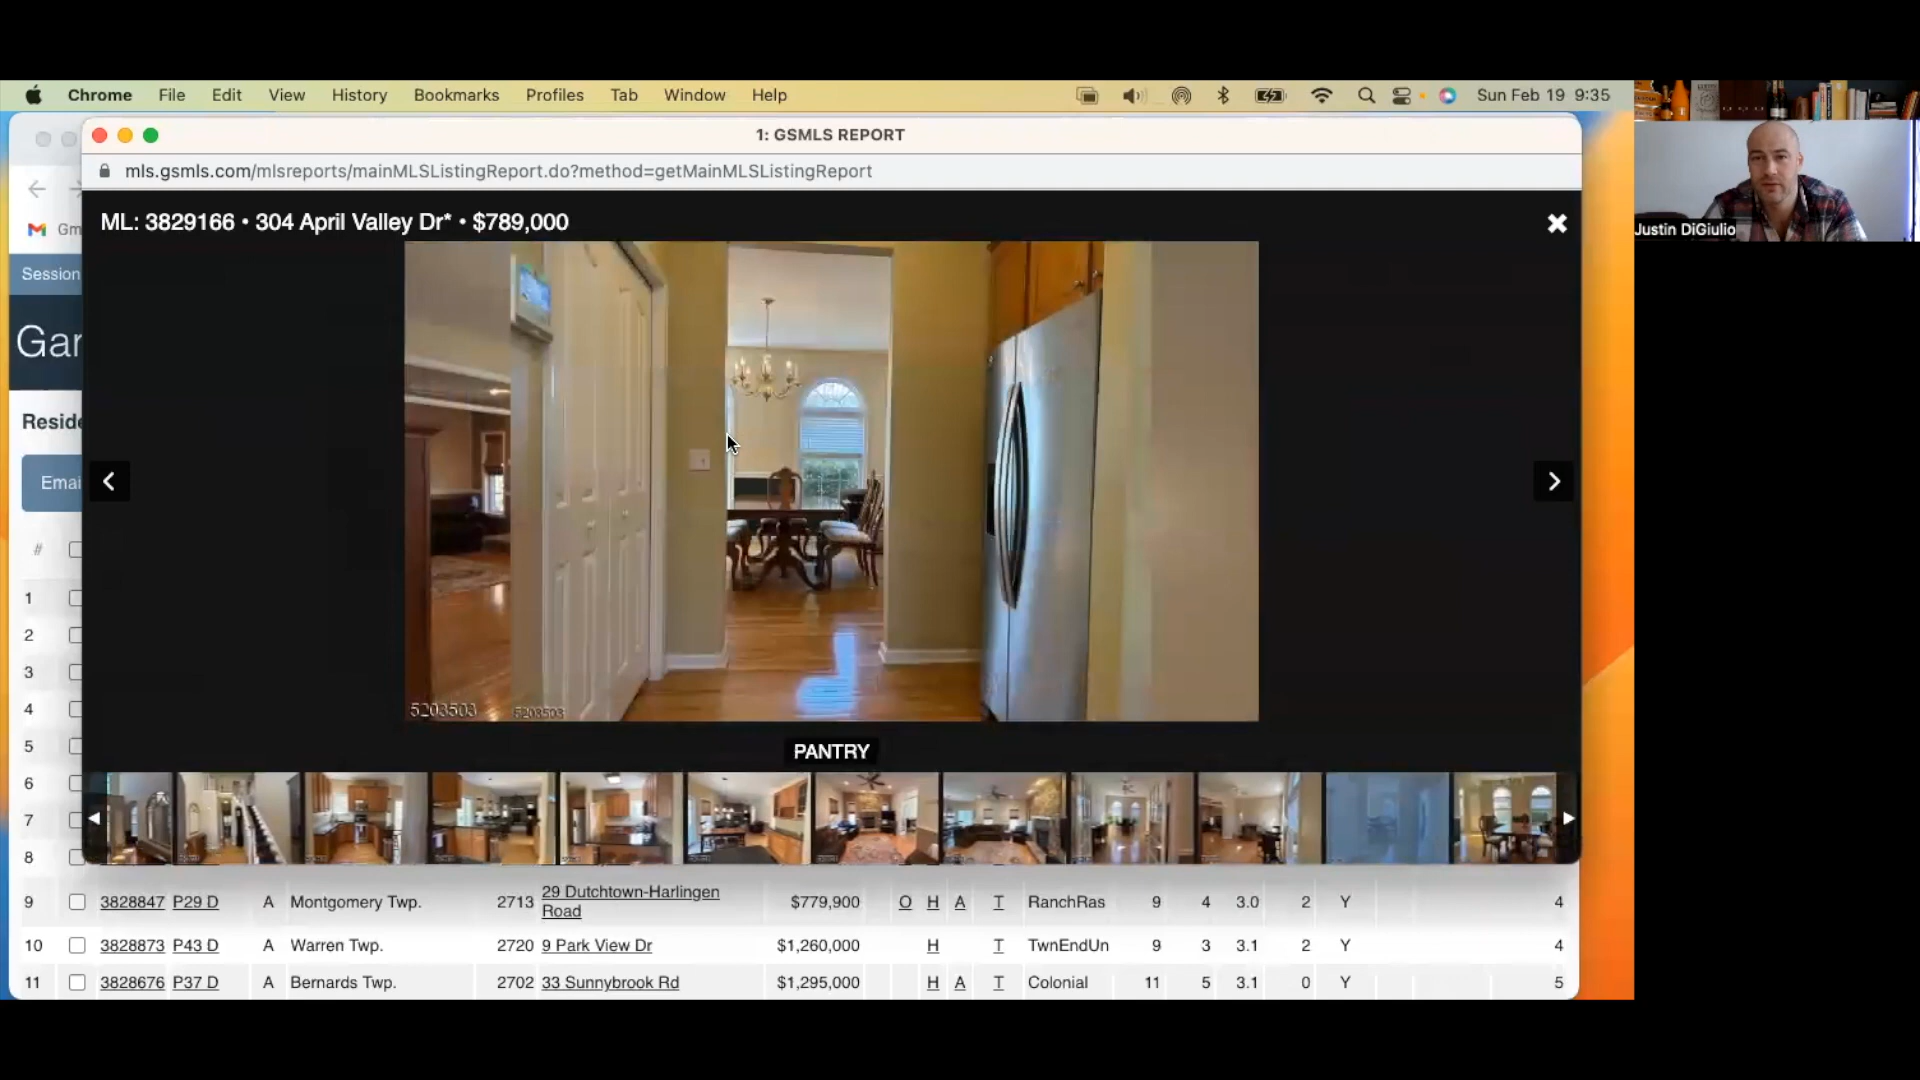 Chrome File Edit View History Bookmarks Profiles Tab Window Help Sun Feb 19 9:35
1: GSMLS REPORT
mls.gsmls.com/mlsreports/mainMLSListingReport.do?method=getMainMLSListingReport
Gm
ML: 3829166 • 304 April Valley Dr* • $789,000
Justin DiGiulio
Session
Gar
Reside
Emai
#
1
2
3
4
5
6
7
8
5203503 5203503
PANTRY
9 3828847 P29 D A Montgomery Twp. 2713 29 Dutchtown-Harlingen Road $779,900 O H A T RanchRas 9 4 3.0 2 Y 4
10 3828873 P43 D A Warren Twp. 2720 9 Park View Dr $1,260,000 H T TwnEndUn 9 3 3.1 2 Y 4
11 3828676 P37 D A Bernards Twp. 2702 33 Sunnybrook Rd $1,295,000 H A T Colonial 11 5 3.1 0 Y 5